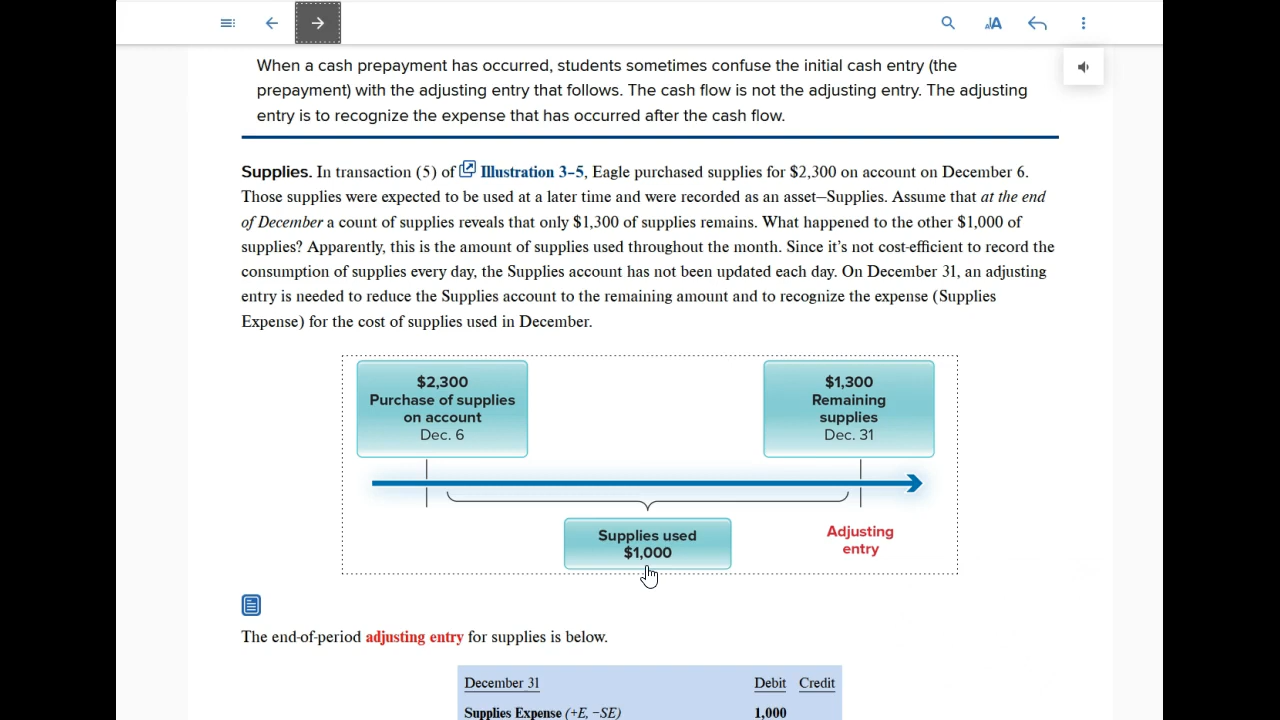 When a cash prepayment has occurred, students sometimes confuse the initial cash entry (the
prepayment) with the adjusting entry that follows. The cash flow is not the adjusting entry. The adjusting
entry is to recognize the expense that has occurred after the cash flow.
Supplies. In transaction (5) of Illustration 3–5, Eagle purchased supplies for $2,300 on account on December 6.
Those supplies were expected to be used at a later time and were recorded as an asset—Supplies. Assume that at the end
of December a count of supplies reveals that only $1,300 of supplies remains. What happened to the other $1,000 of
supplies? Apparently, this is the amount of supplies used throughout the month. Since it’s not cost-efficient to record the
consumption of supplies every day, the Supplies account has not been updated each day. On December 31, an adjusting
entry is needed to reduce the Supplies account to the remaining amount and to recognize the expense (Supplies
Expense) for the cost of supplies used in December.
$2,300
Purchase of supplies
on account
Dec. 6
$1,300
Remaining
supplies
Dec. 31
Supplies used
$1,000
Adjusting
entry
The end-of-period adjusting entry for supplies is below.
December 31 Debit Credit
Supplies Expense (+E, −SE) 1,000